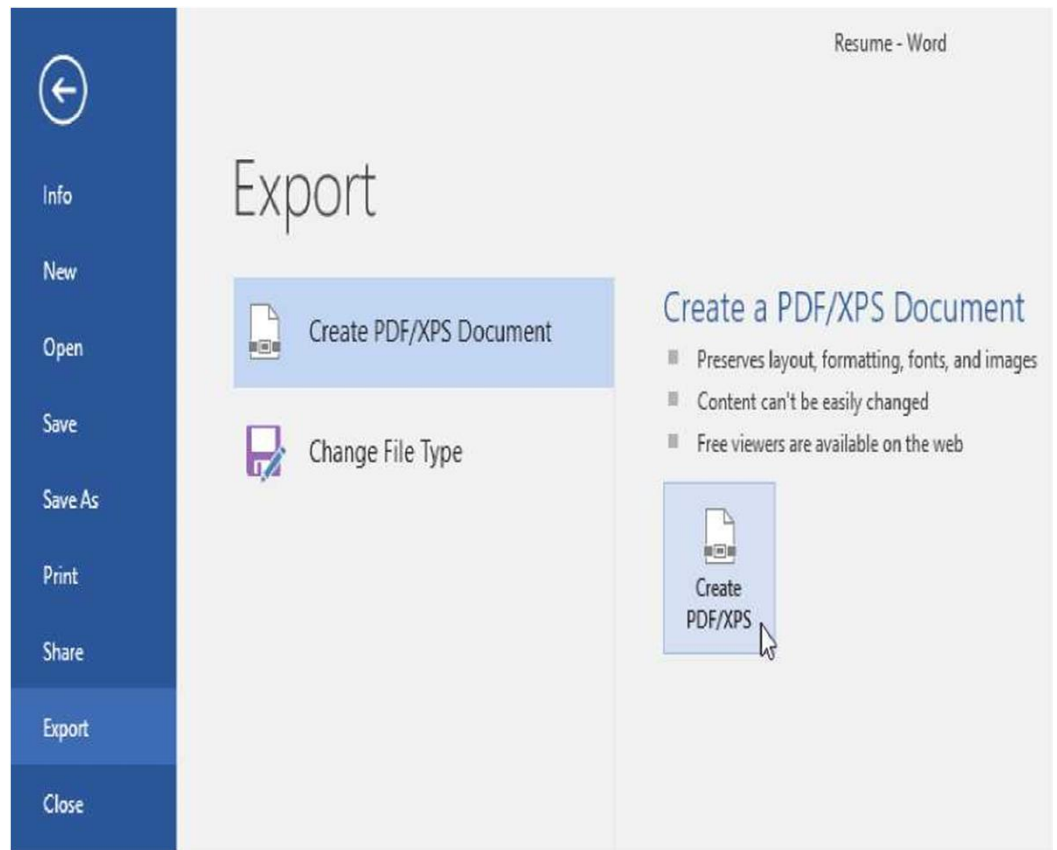 Resume - Word
Info
New
Open
Save
Save As
Print
Share
Export
Close
Export
Create PDF/XPS Document
Change File Type
Create a PDF/XPS Document
Preserves layout, formatting, fonts, and images
Content can't be easily changed
Free viewers are available on the web
Create
PDF/XPS